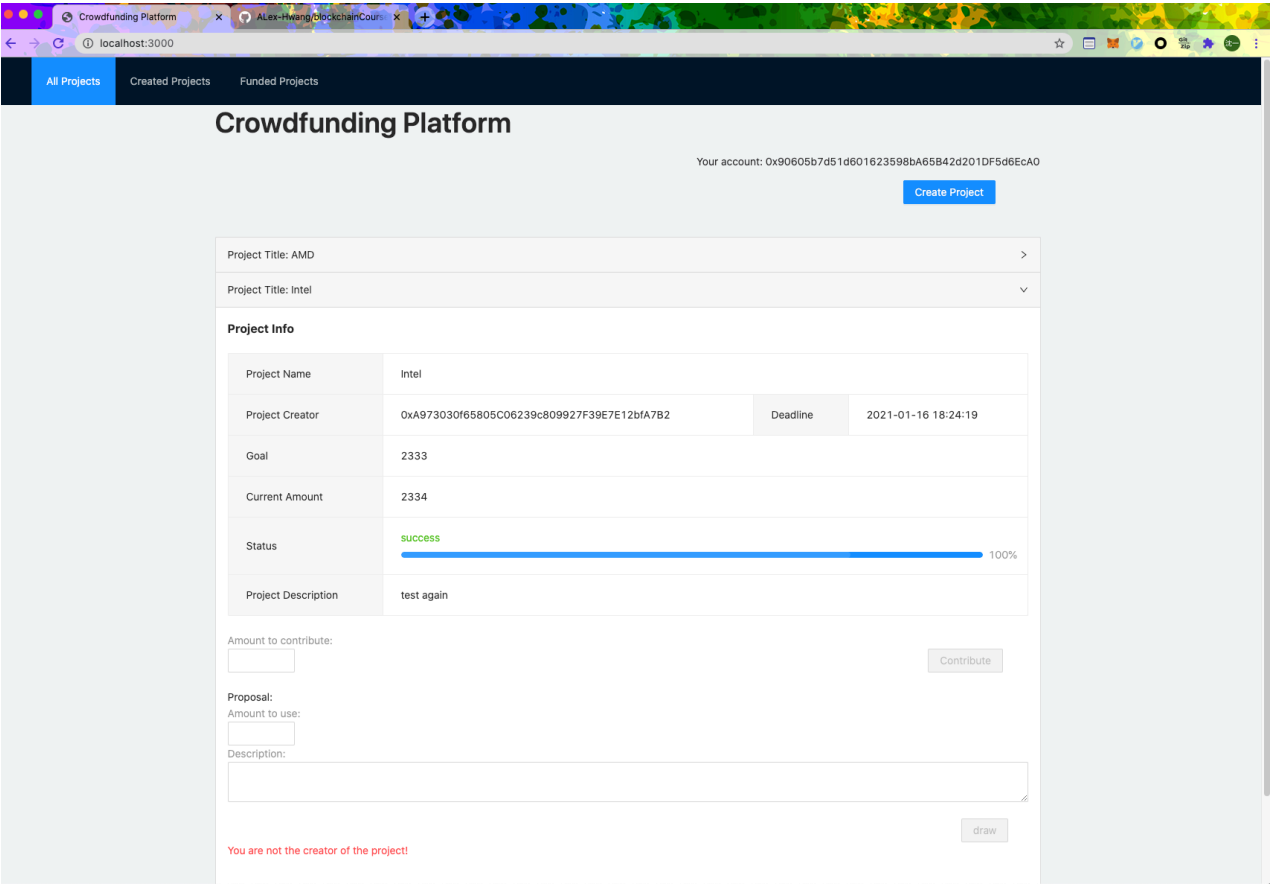 Crowdfunding Platform
ALex-Hwang/blockchainCours
localhost:3000
All Projects Created Projects Funded Projects
Crowdfunding Platform
Your account: 0x90605b7d51d601623598bA65B42d201DF5d6EcA0
Create Project
Project Title: AMD
Project Title: Intel
Project Info
Project Name Intel
Project Creator 0xA973030f65805C06239c809927F39E7E12bfA7B2 Deadline 2021-01-16 18:24:19
Goal 2333
Current Amount 2334
Status success
100%
Project Description test again
Amount to contribute:
Contribute
Proposal:
Amount to use:
Description:
draw
You are not the creator of the project!